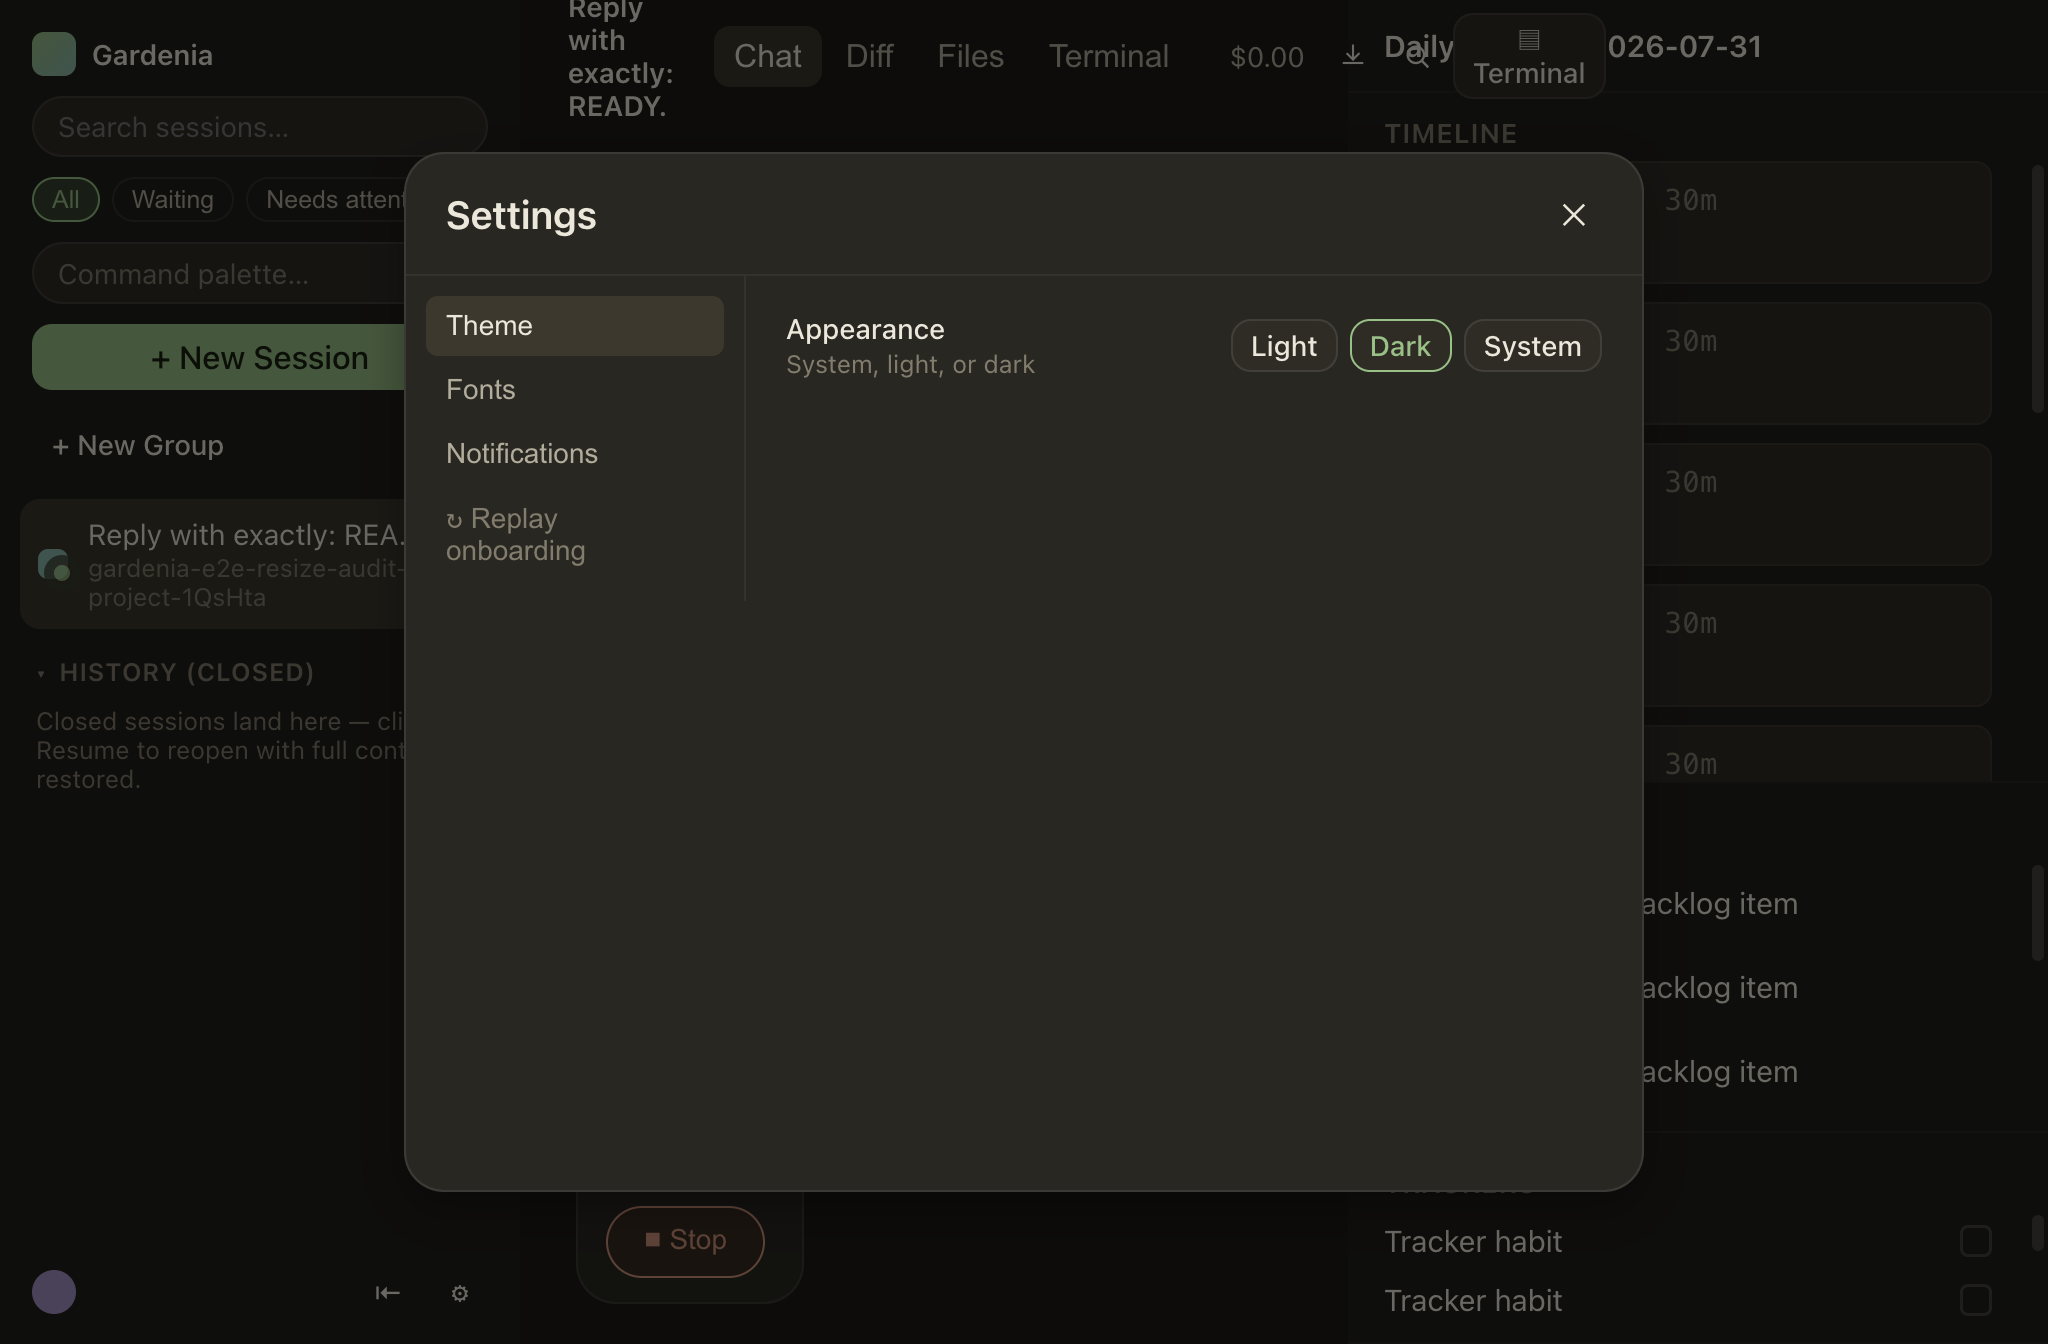 Gardenia
Search sessions...
All
Waiting
Needs attent
Command palette...
+ New Session
+ New Group
Reply with exactly: REA.
gardenia-e2e-resize-audit-
project-1QsHta
HISTORY (CLOSED)
Closed sessions land here — cli
Resume to reopen with full cont
restored.
Reply
with
exactly:
READY.
Chat
Diff
Files
Terminal
$0.00
Daily
Terminal
026-07-31
TIMELINE
30m
30m
30m
30m
30m
Settings
Theme
Fonts
Notifications
↻ Replay
onboarding
Appearance
System, light, or dark
Light
Dark
System
acklog item
acklog item
acklog item
Stop
Tracker habit
Tracker habit